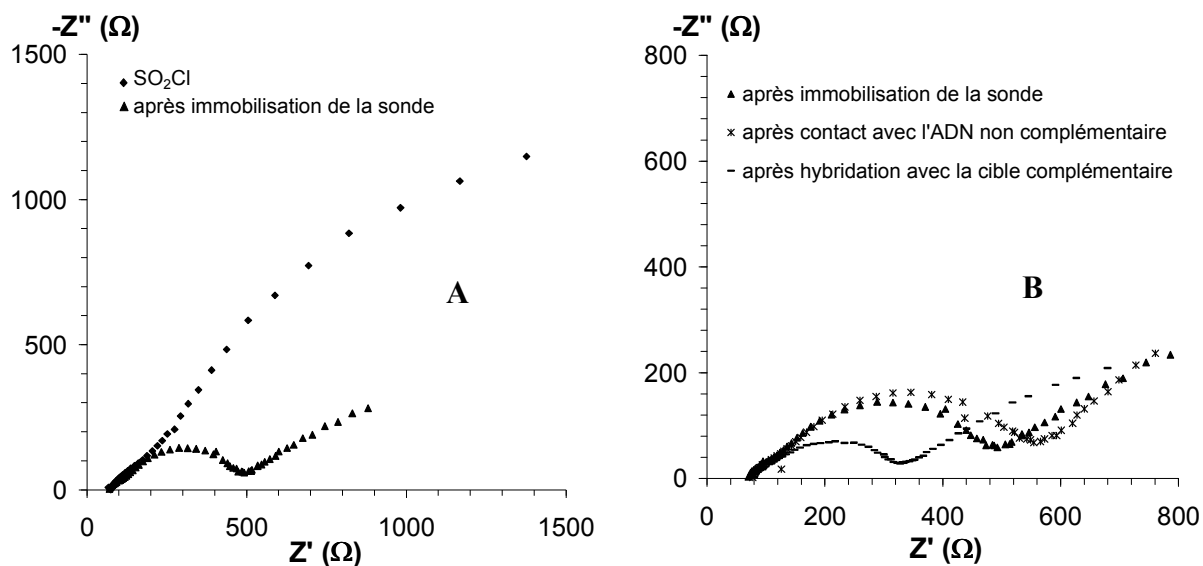 -Z" (Ω)
1500
1000
500
0
SO₂Cl
après immobilisation de la sonde
A
0
500
1000
1500
Z' (Ω)
-Z" (Ω)
800
600
400
200
0
après immobilisation de la sonde
après contact avec l'ADN non complémentaire
après hybridation avec la cible complémentaire
B
0
200
400
600
800
Z' (Ω)